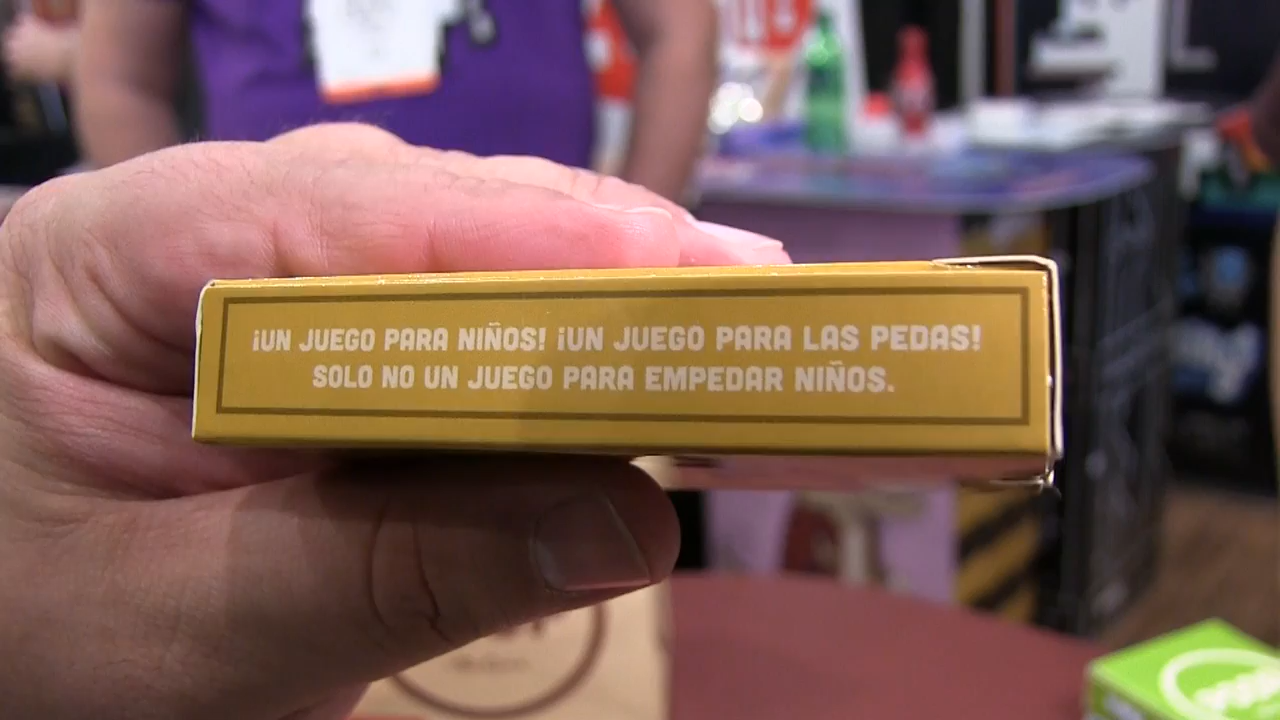 ¡UN JUEGO PARA NIÑOS! ¡UN JUEGO PARA LAS PEDAS!
SOLO NO UN JUEGO PARA EMPEDAR NIÑOS.